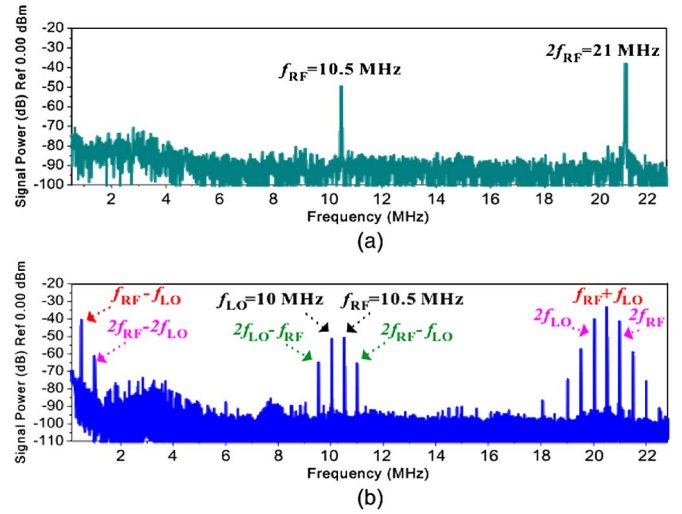 Signal Power (dB) Ref 0.00 dBm
-20
-30
-40
-50
-60
-70
-80
-90
-100
fRF=10.5 MHz
2fRF=21 MHz
2 4 6 8 10 12 14 16 18 20 22
Frequency (MHz)
(a)
Signal Power (dB) Ref 0.00 dBm
-20
-30
-40
-50
-60
-70
-80
-90
-100
-110
fRF-fLO
2fRF-2fLO
fLO=10 MHz
fRF=10.5 MHz
2fLO-fRF
2fRF-fLO
fRF+fLO
2fLO
2fRF
2 4 6 8 10 12 14 16 18 20 22
Frequency (MHz)
(b)